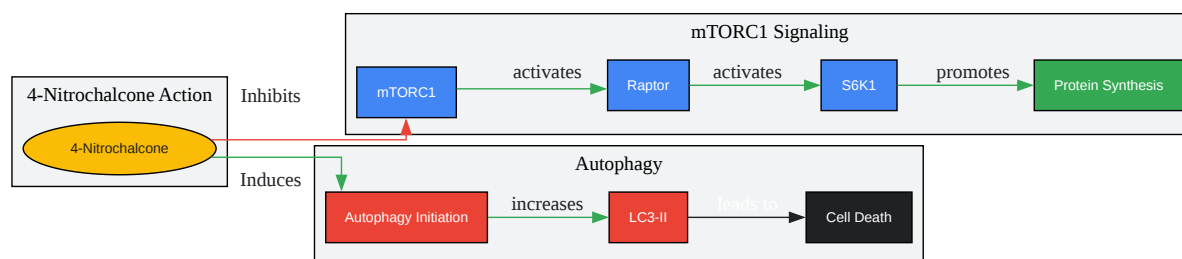 mTORC1 Signaling
mTORC1
activates
Raptor
activates
S6K1
promotes
Protein Synthesis
4-Nitrochalcone Action
4-Nitrochalcone
Inhibits
Induces
Autophagy
Autophagy Initiation
increases
LC3-II
leads to
Cell Death